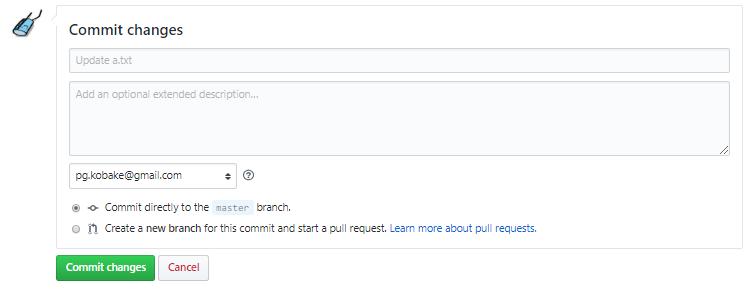 Commit changes
Update a.txt
Add an optional extended description...
pg.kobake@gmail.com
Commit directly to the master branch.
Create a new branch for this commit and start a pull request. Learn more about pull requests.
Commit changes Cancel